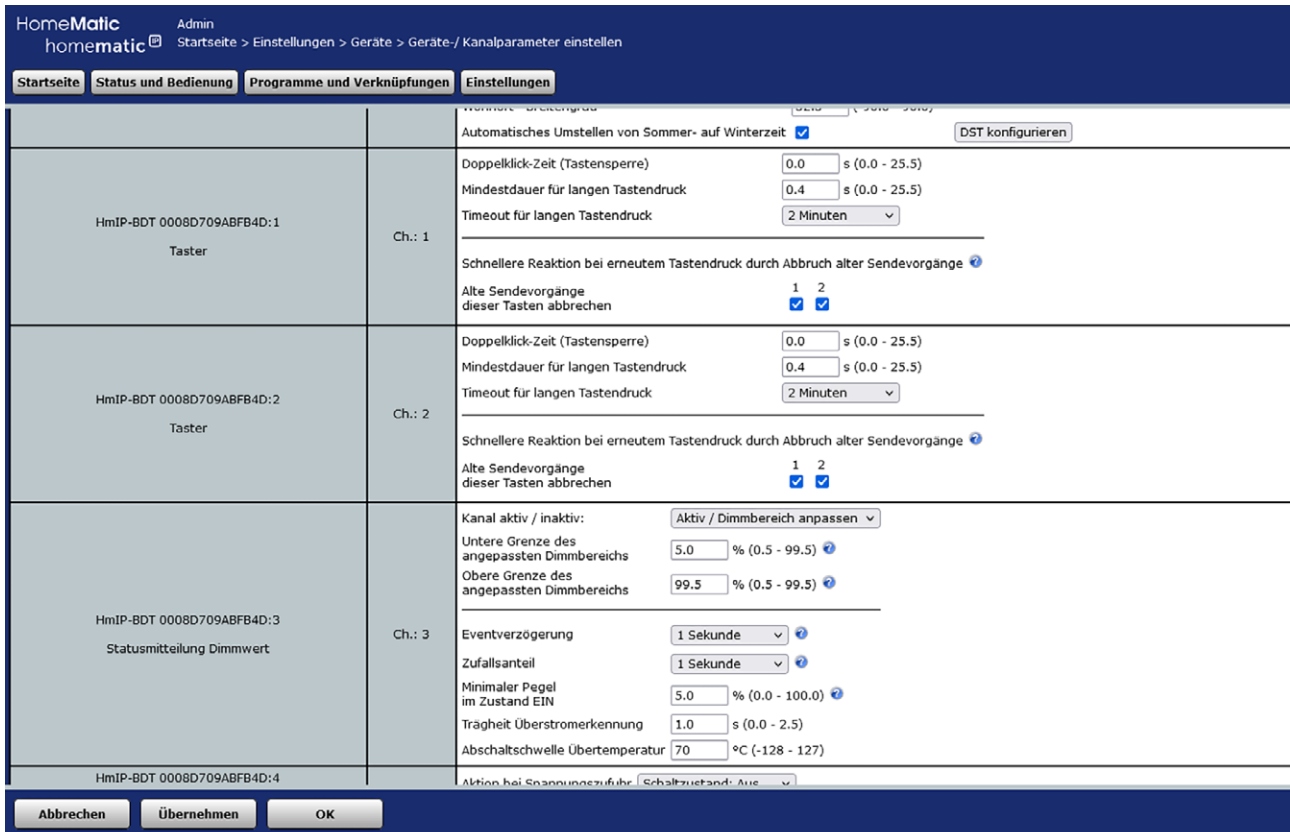 HomeMatic
homematic IP
Admin
Startseite > Einstellungen > Geräte > Geräte-/ Kanalparameter einstellen
Startseite Status und Bedienung Programme und Verknüpfungen Einstellungen
Automatisches Umstellen von Sommer- auf Winterzeit DST konfigurieren
HmIP-BDT 0008D709ABFB4D:1
Taster
Ch.: 1
Doppelklick-Zeit (Tastensperre) 0.0 s (0.0 - 25.5)
Mindestdauer für langen Tastendruck 0.4 s (0.0 - 25.5)
Timeout für langen Tastendruck 2 Minuten
Schnellere Reaktion bei erneutem Tastendruck durch Abbruch alter Sendevorgänge ?
1 2
Alte Sendevorgänge
dieser Tasten abbrechen
HmIP-BDT 0008D709ABFB4D:2
Taster
Ch.: 2
Doppelklick-Zeit (Tastensperre) 0.0 s (0.0 - 25.5)
Mindestdauer für langen Tastendruck 0.4 s (0.0 - 25.5)
Timeout für langen Tastendruck 2 Minuten
Schnellere Reaktion bei erneutem Tastendruck durch Abbruch alter Sendevorgänge ?
1 2
Alte Sendevorgänge
dieser Tasten abbrechen
HmIP-BDT 0008D709ABFB4D:3
Statusmitteilung Dimmwert
Ch.: 3
Kanal aktiv / inaktiv: Aktiv / Dimmbereich anpassen
Untere Grenze des
angepassten Dimmbereichs 5.0 % (0.5 - 99.5) ?
Obere Grenze des
angepassten Dimmbereichs 99.5 % (0.5 - 99.5) ?
Eventverzögerung 1 Sekunde ?
Zufallsanteil 1 Sekunde ?
Minimaler Pegel
im Zustand EIN 5.0 % (0.0 - 100.0) ?
Trägheit Überstromerkennung 1.0 s (0.0 - 2.5)
Abschaltschwelle Übertemperatur 70 °C (-128 - 127)
HmIP-BDT 0008D709ABFB4D:4
Aktion bei Spannungszufuhr Schaltzustand: Aus
Abbrechen Übernehmen OK